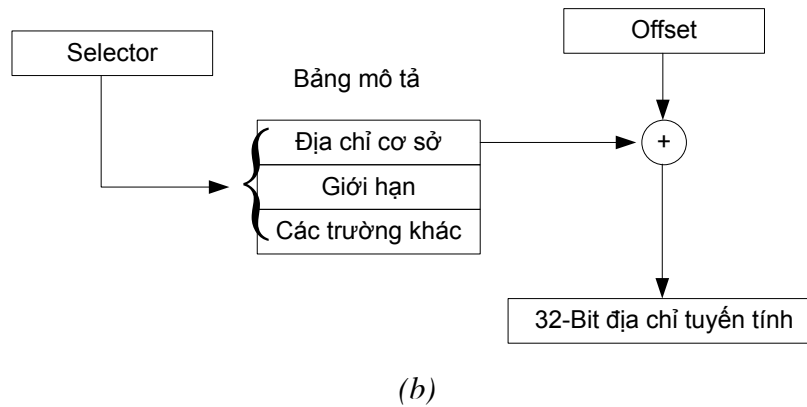 Selector
Offset
Bảng mô tả
Địa chỉ cơ sở
+
Giới hạn
Các trường khác
32-Bit địa chỉ tuyến tính
(b)